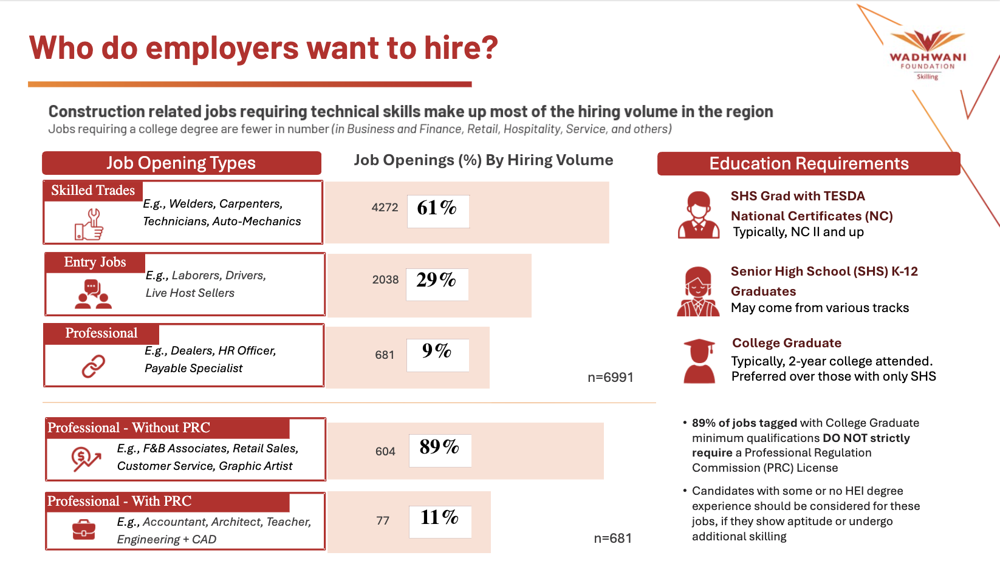 Who do employers want to hire?
WADHWANI
FOUNDATION
Skilling
Construction related jobs requiring technical skills make up most of the hiring volume in the region
Jobs requiring a college degree are fewer in number (in Business and Finance, Retail, Hospitality, Service, and others)
Job Opening Types
Job Openings (%) By Hiring Volume
Education Requirements
Skilled Trades
E.g., Welders, Carpenters,
Technicians, Auto-Mechanics
4272
61%
SHS Grad with TESDA
National Certificates (NC)
Typically, NC II and up
Entry Jobs
E.g., Laborers, Drivers,
Live Host Sellers
2038
29%
Senior High School (SHS) K-12
Graduates
May come from various tracks
Professional
E.g., Dealers, HR Officer,
Payable Specialist
681
9%
n=6991
College Graduate
Typically, 2-year college attended.
Preferred over those with only SHS
Professional - Without PRC
E.g., F&B Associates, Retail Sales,
Customer Service, Graphic Artist
604
89%
Professional - With PRC
E.g., Accountant, Architect, Teacher,
Engineering + CAD
77
11%
n=681
• 89% of jobs tagged with College Graduate
minimum qualifications DO NOT strictly
require a Professional Regulation
Commission (PRC) License
• Candidates with some or no HEI degree
experience should be considered for these
jobs, if they show aptitude or undergo
additional skilling